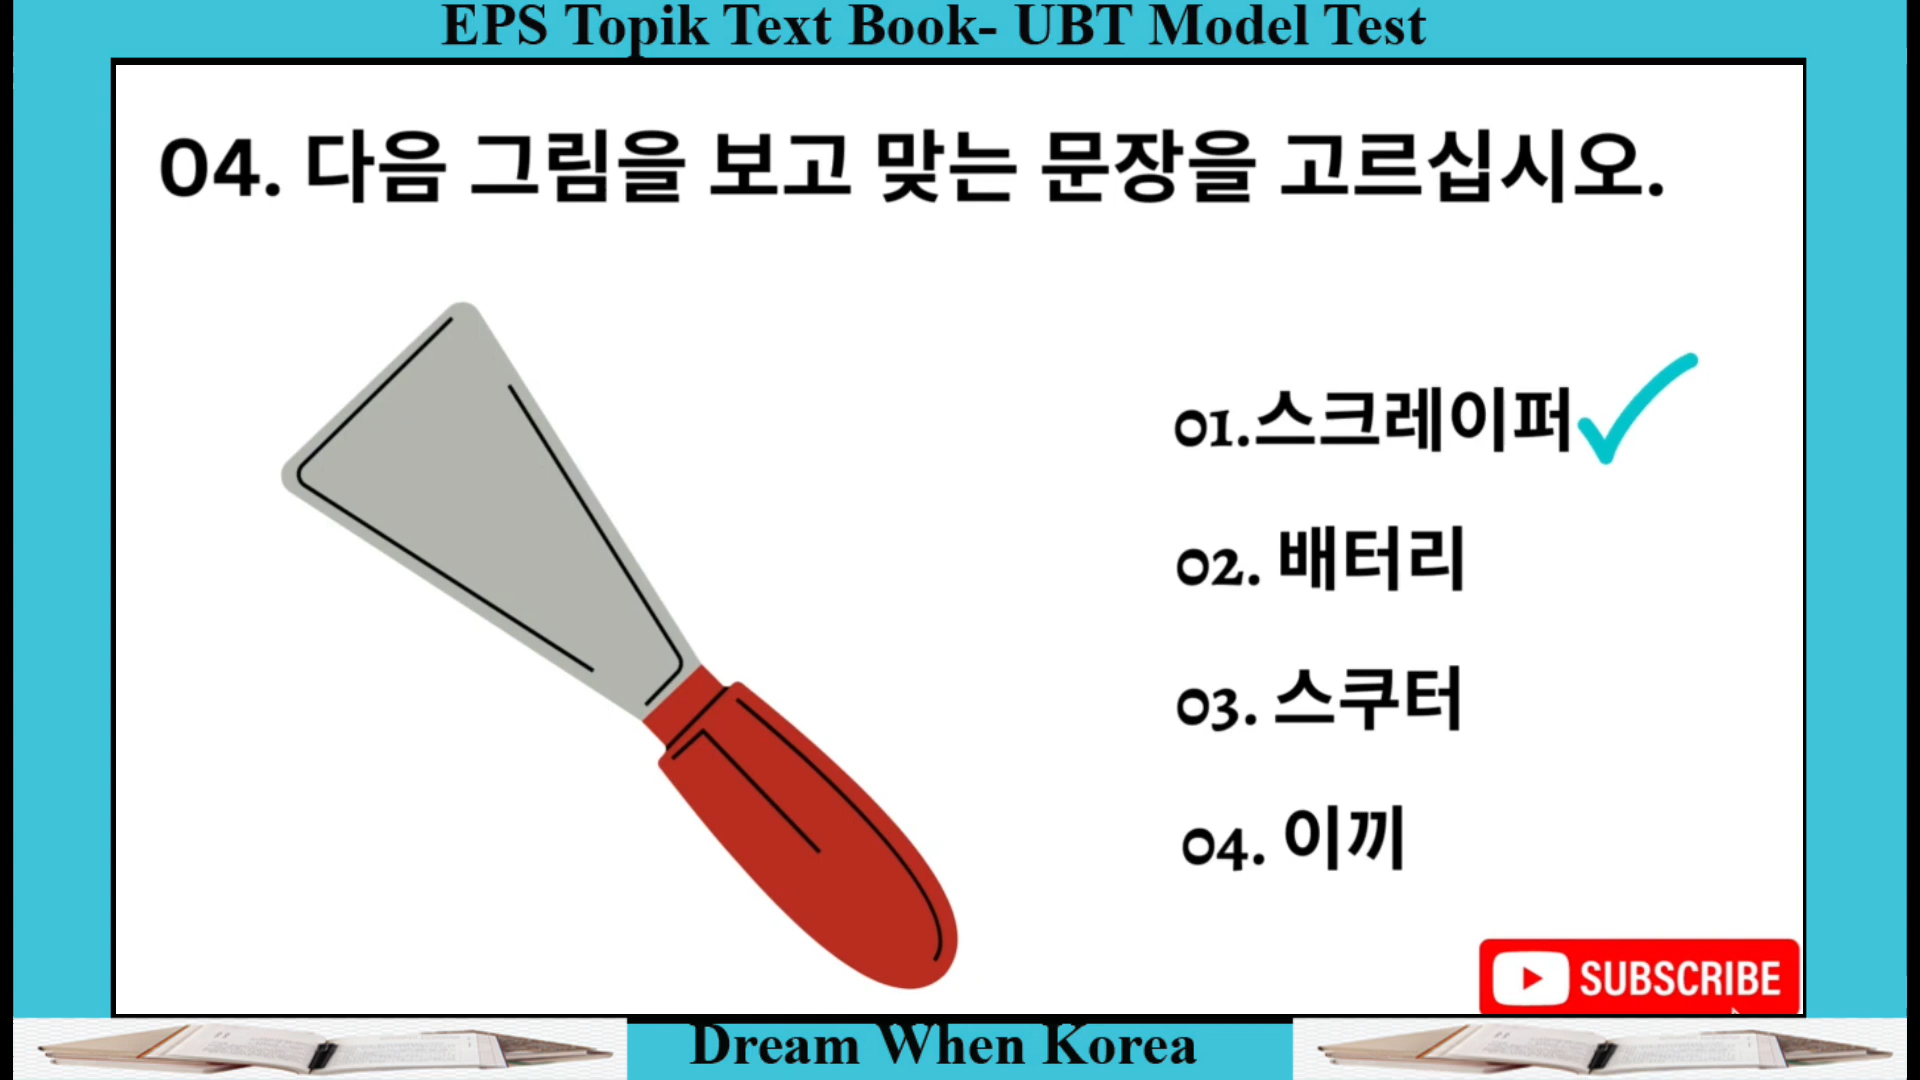 EPS Topik Text Book- UBT Model Test
04. 다음 그림을 보고 맞는 문장을 고르십시오.
01.스크레이퍼
02. 배터리
03. 스쿠터
04. 이끼
SUBSCRIBE
Dream When Korea